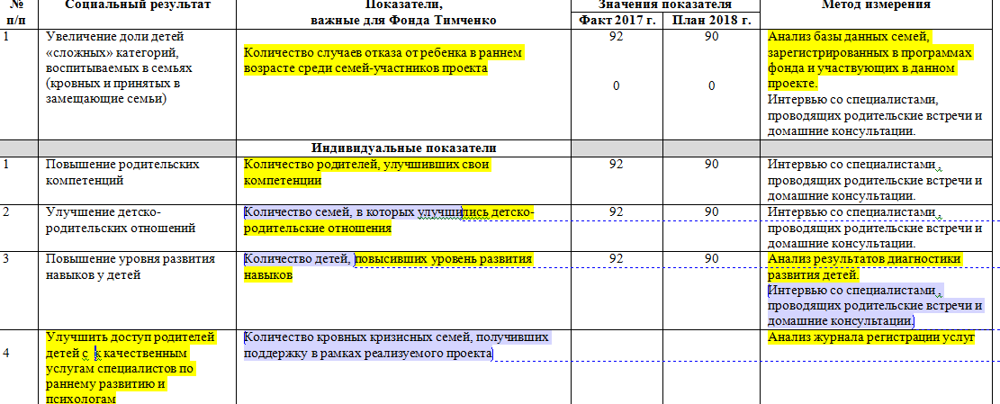 № п/п
Социальный результат
Показатели,
важные для Фонда Тимченко
Значения показателя
Факт 2017 г.
План 2018 г.
Метод измерения
1
Увеличение доли детей
«сложных» категорий,
воспитываемых в семьях
(кровных и принятых в
замещающие семьи)
Количество случаев отказа от ребенка в раннем
возрасте среди семей-участников проекта
92
0
90
0
Анализ базы данных семей,
зарегистрированных в программах
фонда и участвующих в данном
проекте.
Интервью со специалистами,
проводящих родительские встречи и
домашние консультации.
Индивидуальные показатели
1
Повышение родительских
компетенций
Количество родителей, улучшивших свои
компетенции
92
90
Интервью со специалистами ,
проводящих родительские встречи и
домашние консультации.
2
Улучшение детско-
родительских отношений
Количество семей, в которых улучшились детско-
родительские отношения
92
90
Интервью со специалистами ,
проводящих родительские встречи и
домашние консультации.
3
Повышение уровня развития
навыков у детей
Количество детей, повысивших уровень развития
навыков
92
90
Анализ результатов диагностики
развития детей.
Интервью со специалистами ,
проводящих родительские встречи и
домашние консультации.
4
Улучшить доступ родителей
детей с к качественным
услугам специалистов по
раннему развитию и
психологам
Количество кровных кризисных семей, получивших
поддержку в рамках реализуемого проекта
Анализ журнала регистрации услуг